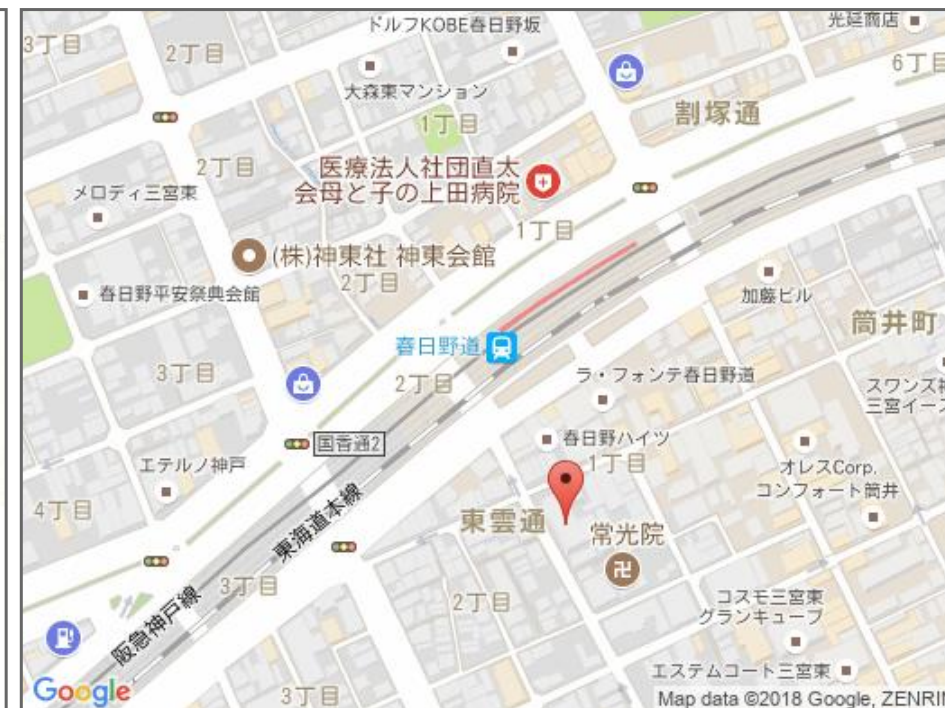 ドルフKOBE春日野坂
光延商店
3丁目
2丁目
6丁目
大森東マンション
1丁目
割塚通
2丁目
医療法人社団直太
会母と子の上田病院
メロディ三宮東
1丁目
(株)神東社 神東会館
2丁目
春日野平安祭典会館
加藤ビル
筒井町
春日野道
3丁目
2丁目
ラ・フォンテ春日野道
スワンズ
三宮イー
国香通2
春日野ハイツ
1丁目
エテルノ神戸
オレスCorp.
コンフォート筒井
4丁目
東海道本線
東雲通
常光院
3丁目
2丁目
コスモ三宮東
グランキューブ
阪急神戸線
エステムコート三宮東
Google
3丁目
Map data ©2018 Google, ZENRIN